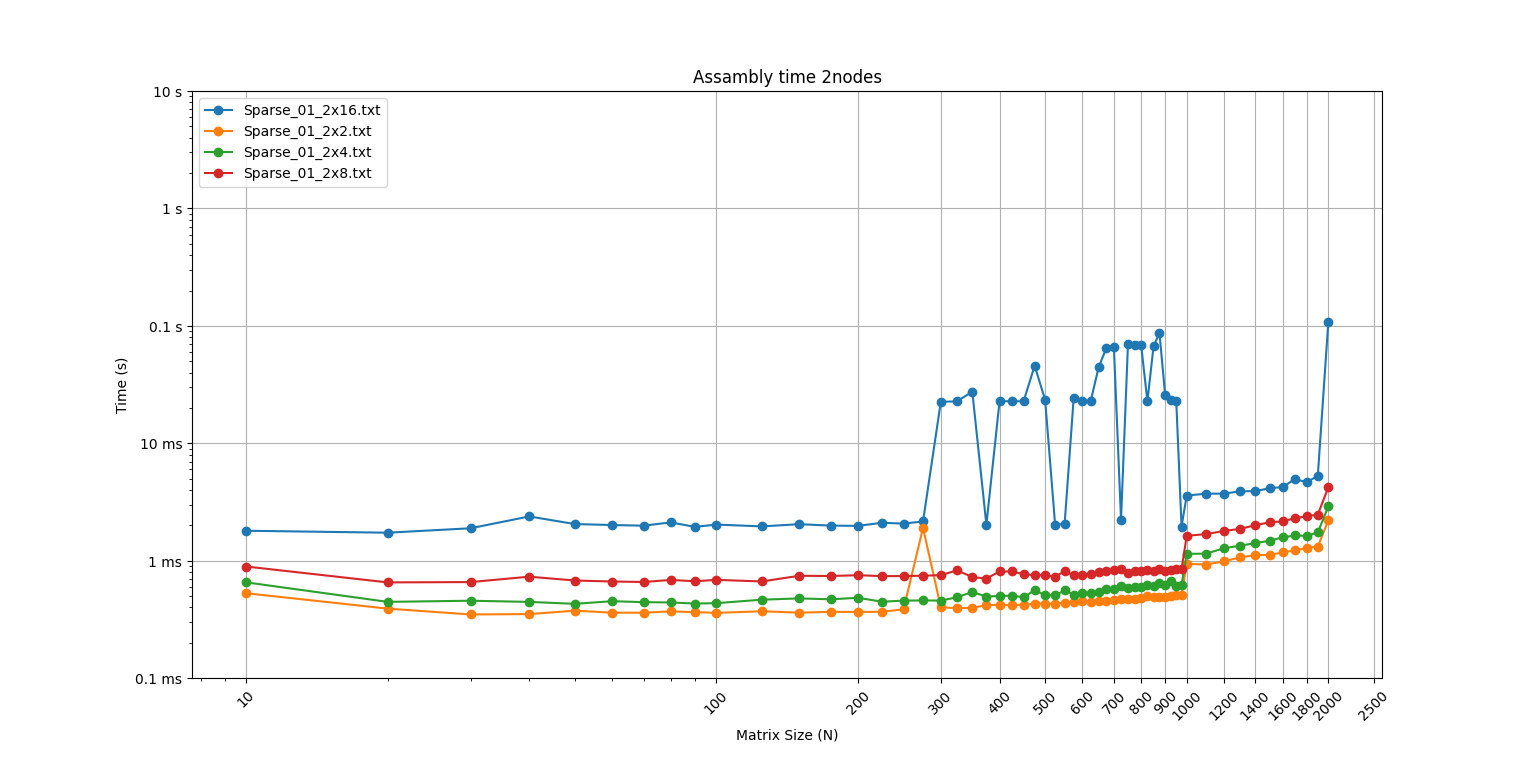 Assambly time 2nodes
10 s
1 s
0.1 s
10 ms
1 ms
0.1 ms
Time (s)
Sparse_01_2x16.txt
Sparse_01_2x2.txt
Sparse_01_2x4.txt
Sparse_01_2x8.txt
10
100
200
300
400
500
600
700
800
900
1000
1200
1400
1600
1800
2000
2500
Matrix Size (N)